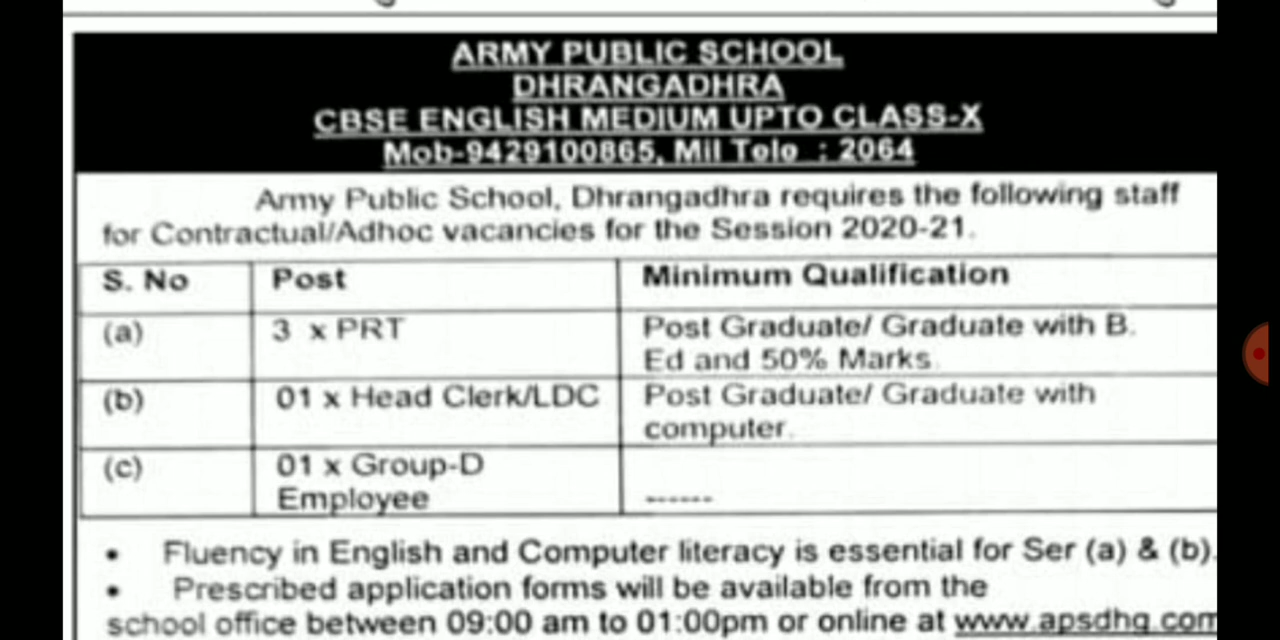 ARMY PUBLIC SCHOOL
DHRANGADHRA
CBSE ENGLISH MEDIUM UPTO CLASS-X
Mob-9429100865, Mil Tele : 2064
Army Public School, Dhrangadhra requires the following staff
for Contractual/Adhoc vacancies for the Session 2020-21.
S. No Post Minimum Qualification
(a) 3 x PRT Post Graduate/ Graduate with B.
Ed and 50% Marks.
(b) 01 x Head Clerk/LDC Post Graduate/ Graduate with
computer.
(c) 01 x Group-D
Employee ------
• Fluency in English and Computer literacy is essential for Ser (a) & (b).
• Prescribed application forms will be available from the
school office between 09:00 am to 01:00pm or online at www.apsdhg.com